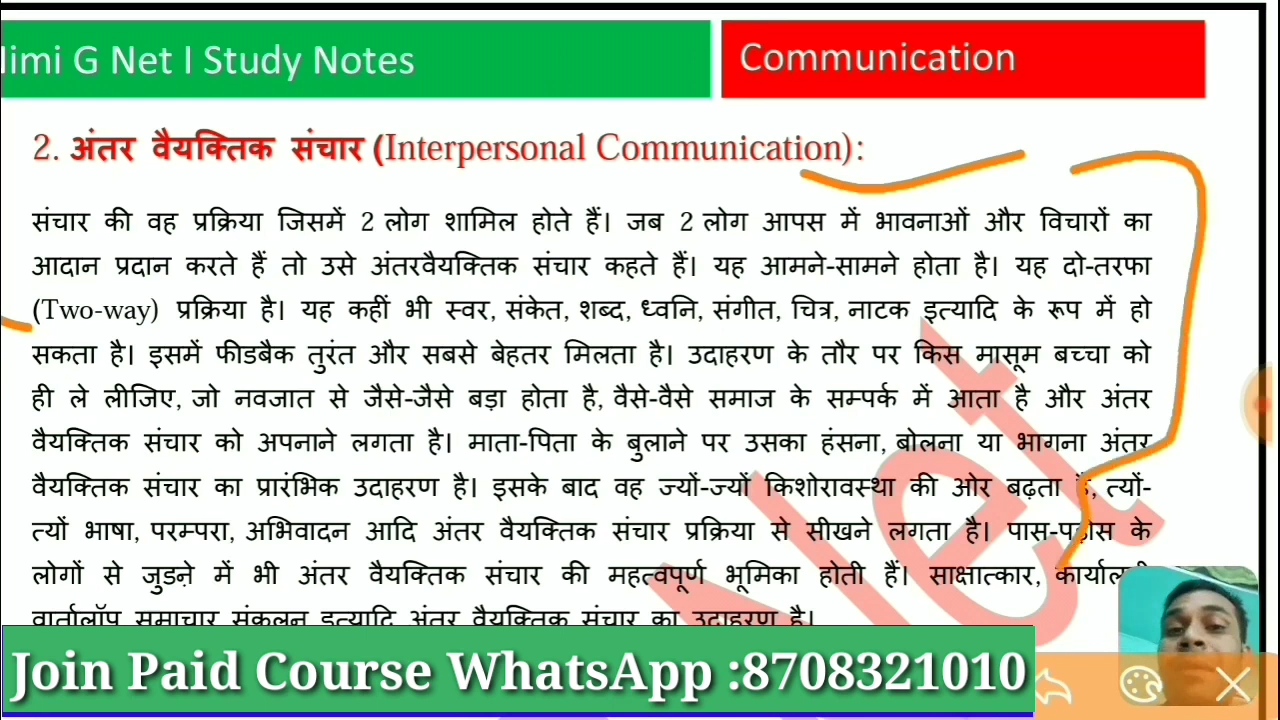 G Net I Study Notes
Communication
2. अंतर वैयक्तिक संचार (Interpersonal Communication):
संचार की वह प्रक्रिया जिसमें 2 लोग शामिल होते हैं। जब 2 लोग आपस में भावनाओं और विचारों का
आदान प्रदान करते हैं तो उसे अंतरवैयक्तिक संचार कहते हैं। यह आमने-सामने होता है। यह दो-तरफा
(Two-way) प्रक्रिया है। यह कहीं भी स्वर, संकेत, शब्द, ध्वनि, संगीत, चित्र, नाटक इत्यादि के रूप में हो
सकता है। इसमें फीडबैक तुरंत और सबसे बेहतर मिलता है। उदाहरण के तौर पर किस मासूम बच्चा को
ही ले लीजिए, जो नवजात से जैसे-जैसे बड़ा होता है, वैसे-वैसे समाज के सम्पर्क में आता है और अंतर
वैयक्तिक संचार को अपनाने लगता है। माता-पिता के बुलाने पर उसका हंसना, बोलना या भागना अंतर
वैयक्तिक संचार का प्रारंभिक उदाहरण है। इसके बाद वह ज्यों-ज्यों किशोरावस्था की ओर बढ़ता है, त्यों-
त्यों भाषा, परम्परा, अभिवादन आदि अंतर वैयक्तिक संचार प्रक्रिया से सीखने लगता है। पास-पड़ोस के
लोगों से जुडऩे में भी अंतर वैयक्तिक संचार की महत्वपूर्ण भूमिका होती हैं। साक्षात्कार,
वार्तालॉप समाचार संकलन इत्यादि अंतर वैयक्तिक संचार का उदाहरण है।
Net
Join Paid Course WhatsApp :8708321010